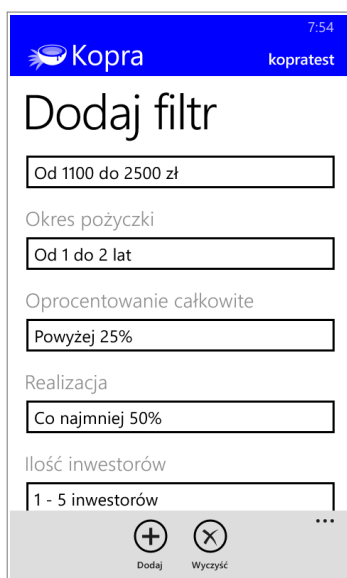 7:54
Kopra
kopratest
Dodaj filtr
Od 1100 do 2500 zł
Okres pożyczki
Od 1 do 2 lat
Oprocentowanie całkowite
Powyżej 25%
Realizacja
Co najmniej 50%
Ilość inwestorów
1 - 5 inwestorów
Dodaj
Wyczyść